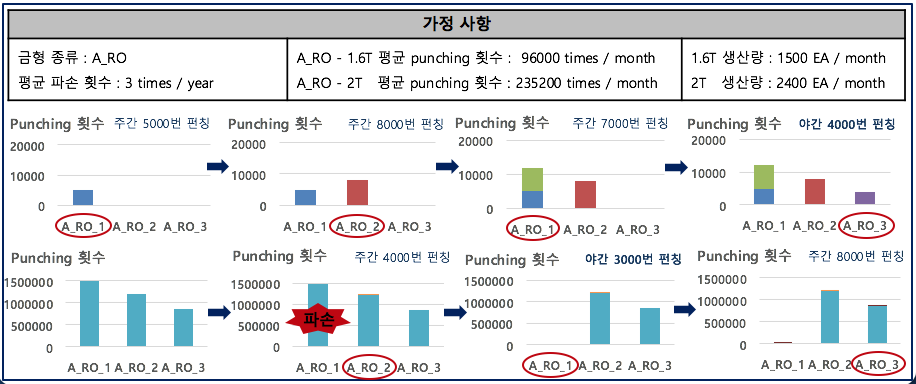 가정 사항
금형 종류 : A_RO
평균 파손 횟수 : 3 times / year
A_RO - 1.6T 평균 punching 횟수 : 96000 times / month
A_RO - 2T 평균 punching 횟수 : 235200 times / month
1.6T 생산량 : 1500 EA / month
2T 생산량 : 2400 EA / month
Punching 횟수 주간 5000번 펀칭
20000
10000
0
A_RO_1 A_RO_2 A_RO_3
Punching 횟수 주간 8000번 펀칭
20000
10000
0
A_RO_1 A_RO_2 A_RO_3
Punching 횟수 주간 7000번 펀칭
20000
10000
0
A_RO_1 A_RO_2 A_RO_3
Punching 횟수 야간 4000번 펀칭
20000
10000
0
A_RO_1 A_RO_2 A_RO_3
Punching 횟수
1500000
1000000
500000
0
A_RO_1 A_RO_2 A_RO_3
Punching 횟수 주간 4000번 펀칭
1500000
1000000
500000
0
파손
A_RO_1 A_RO_2 A_RO_3
Punching 횟수 야간 3000번 펀칭
1500000
1000000
500000
A_RO_1 A_RO_2 A_RO_3
Punching 횟수 주간 8000번 펀칭
1500000
1000000
500000
0
A_RO_1 A_RO_2 A_RO_3